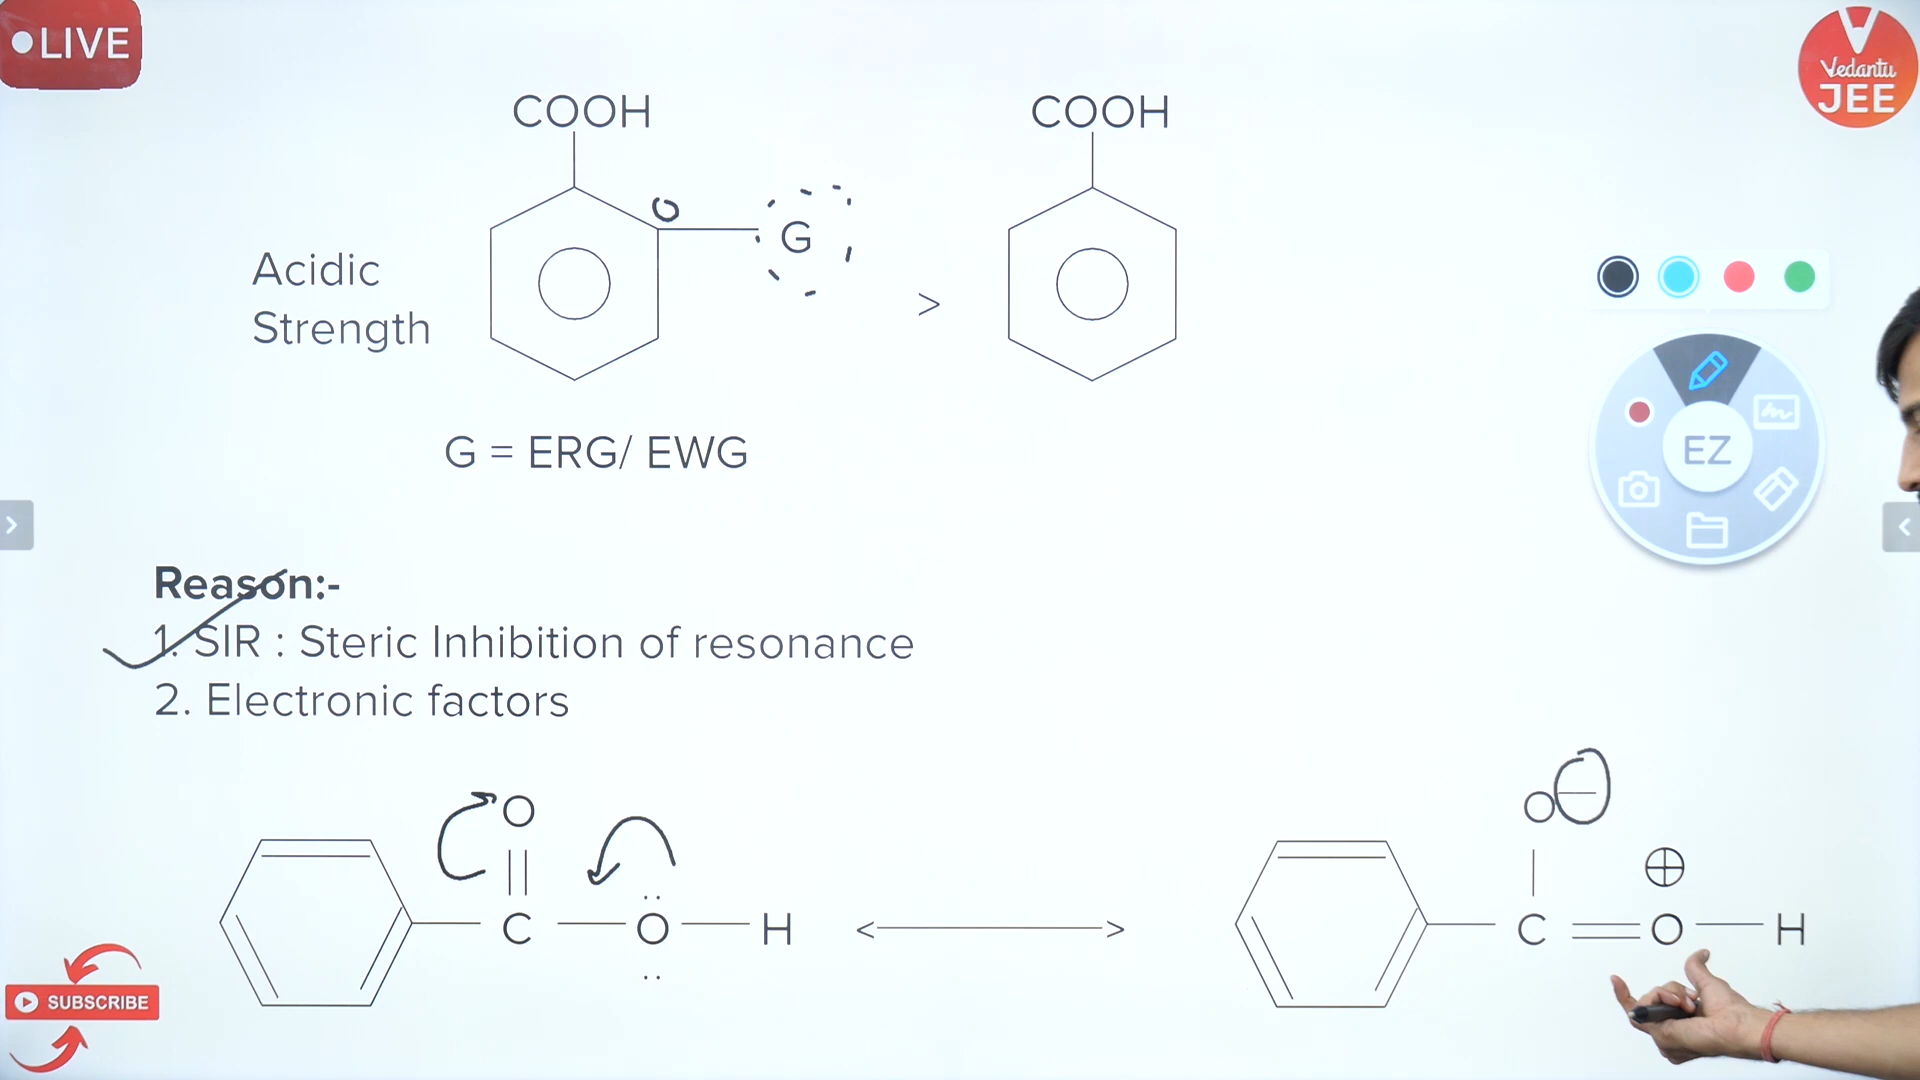 LIVE
Vedantu
JEE
COOH
COOH
O
G
Acidic
Strength
>
G = ERG/ EWG
EZ
Reason:-
1. SIR : Steric Inhibition of resonance
2. Electronic factors
O
O
C
O
H
C
O
H
SUBSCRIBE